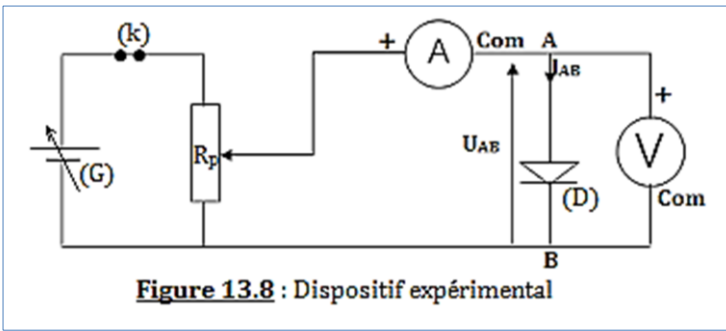 (k)
+ A Com A
IAB
+
Rp
UAB
V
(G)
(D)
Com
B
Figure 13.8 : Dispositif expérimental